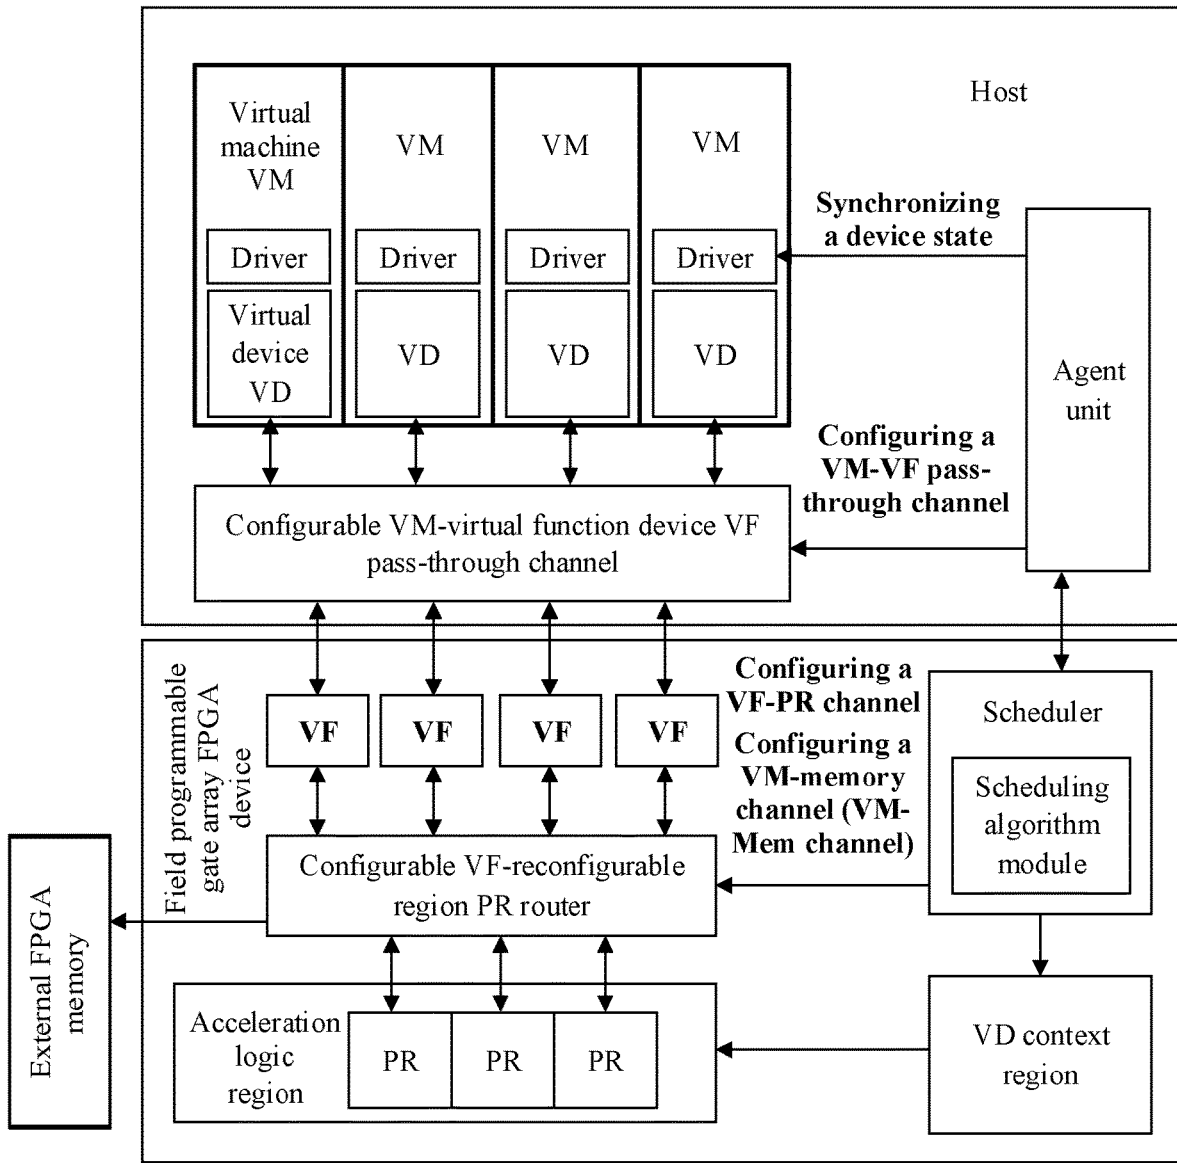 Host
Virtual
machine
VM
VM
VM
VM
Driver
Driver
Driver
Driver
Virtual
device
VD
VD
VD
VD
Synchronizing
a device state
Agent
unit
Configuring a
VM-VF pass-
through channel
Configurable VM-virtual function device VF
pass-through channel
Field programmable
gate array FPGA
device
VF
VF
VF
VF
Configuring a
VF-PR channel
Configuring a
VM-memory
channel (VM-
Mem channel)
Scheduler
Scheduling
algorithm
module
Configurable VF-reconfigurable
region PR router
External FPGA
memory
Acceleration
logic
region
PR
PR
PR
VD context
region